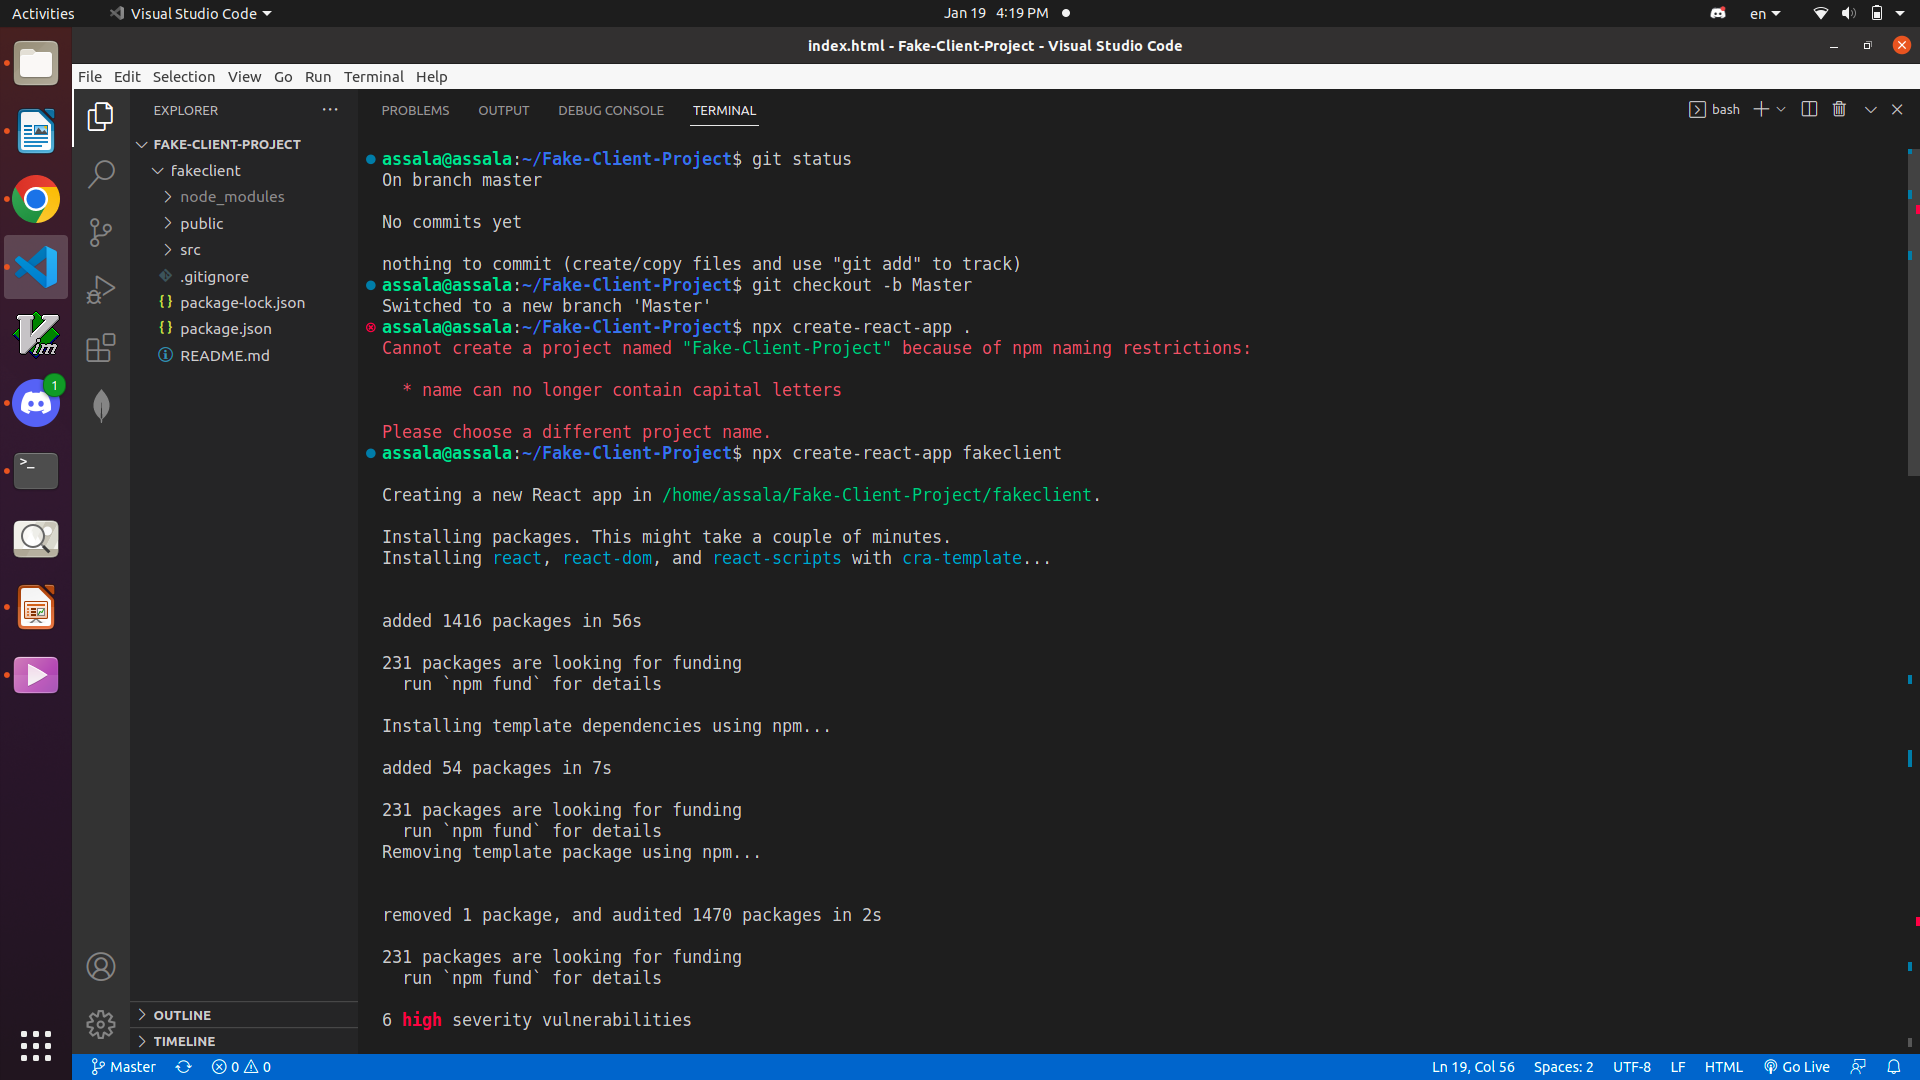 Activities
Visual Studio Code
Jan 19 4:19 PM
en
index.html - Fake-Client-Project - Visual Studio Code
File Edit Selection View Go Run Terminal Help
EXPLORER
FAKE-CLIENT-PROJECT
fakeclient
node_modules
public
src
.gitignore
{} package-lock.json
{} package.json
README.md
OUTLINE
TIMELINE
PROBLEMS OUTPUT DEBUG CONSOLE TERMINAL
bash
assala@assala:~/Fake-Client-Project$ git status
On branch master
No commits yet
nothing to commit (create/copy files and use "git add" to track)
assala@assala:~/Fake-Client-Project$ git checkout -b Master
Switched to a new branch 'Master'
assala@assala:~/Fake-Client-Project$ npx create-react-app .
Cannot create a project named "Fake-Client-Project" because of npm naming restrictions:
* name can no longer contain capital letters
Please choose a different project name.
assala@assala:~/Fake-Client-Project$ npx create-react-app fakeclient
Creating a new React app in /home/assala/Fake-Client-Project/fakeclient.
Installing packages. This might take a couple of minutes.
Installing react, react-dom, and react-scripts with cra-template...
added 1416 packages in 56s
231 packages are looking for funding
run `npm fund` for details
Installing template dependencies using npm...
added 54 packages in 7s
231 packages are looking for funding
run `npm fund` for details
Removing template package using npm...
removed 1 package, and audited 1470 packages in 2s
231 packages are looking for funding
run `npm fund` for details
6 high severity vulnerabilities
Vim
1
>_
Master
0 0
Ln 19, Col 56
Spaces: 2
UTF-8
LF
HTML
Go Live